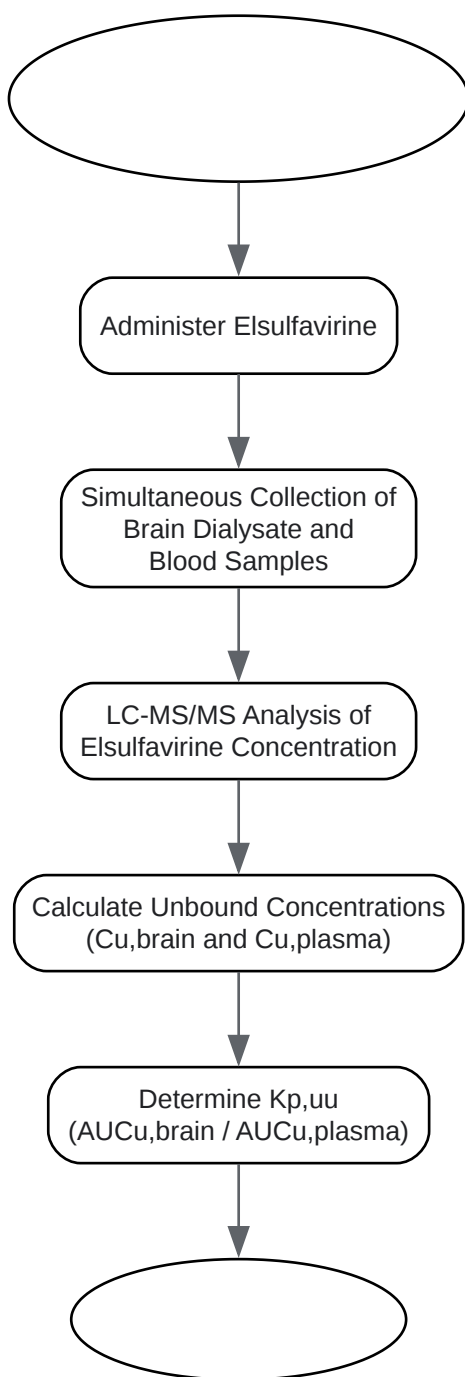 Administer Elsulfavirine
Simultaneous Collection of
Brain Dialysate and
Blood Samples
LC-MS/MS Analysis of
Elsulfavirine Concentration
Calculate Unbound Concentrations
(Cu,brain and Cu,plasma)
Determine Kp,uu
(AUCu,brain / AUCu,plasma)